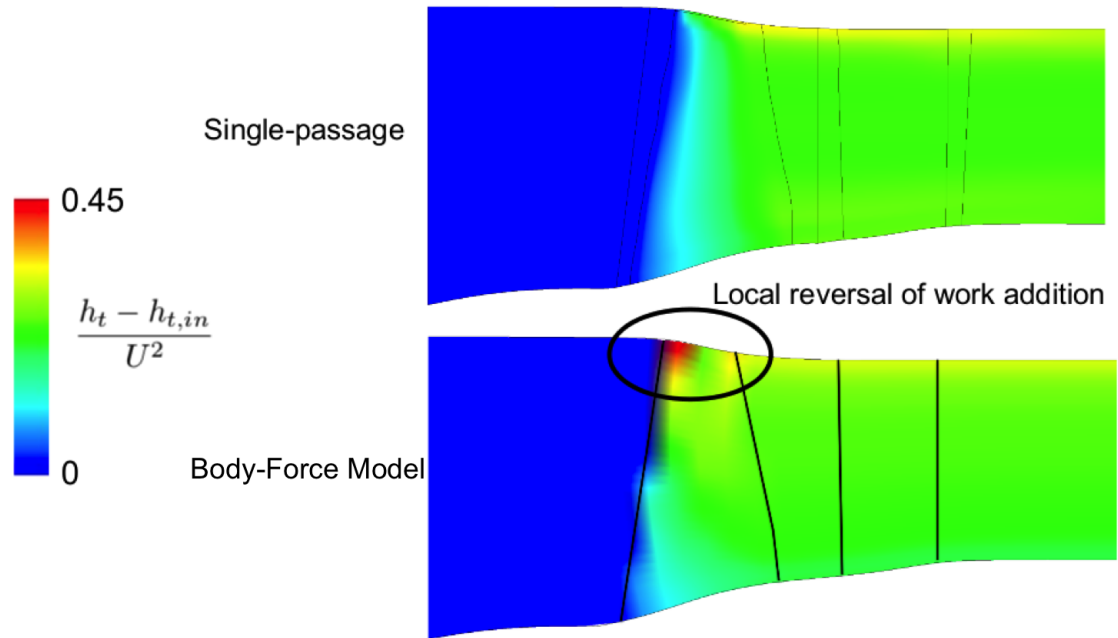 Single-passage
0.45
Local reversal of work addition
h_t - h_{t,in}
U^2
0
Body-Force Model